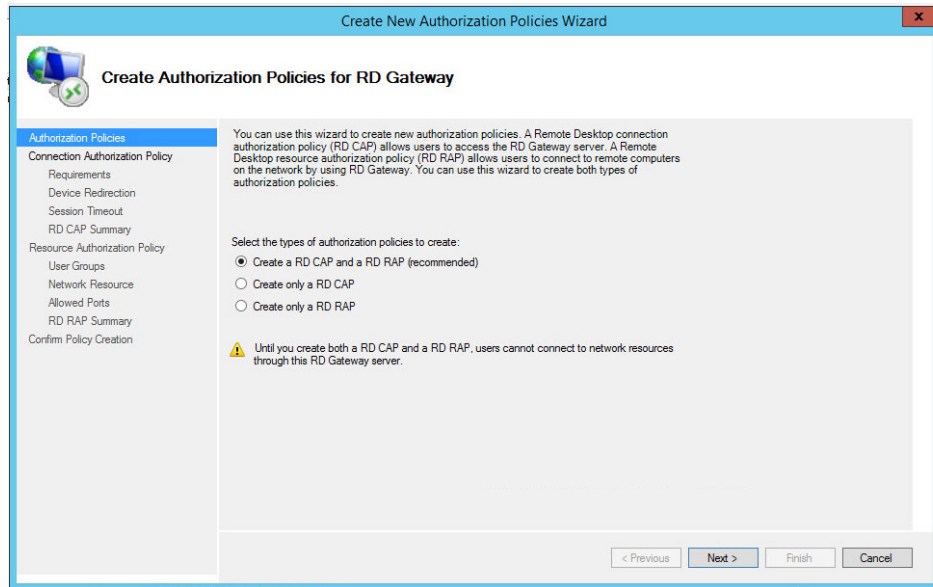 Create New Authorization Policies Wizard
x
Create Authorization Policies for RD Gateway
Authorization Policies
Connection Authorization Policy
Requirements
Device Redirection
Session Timeout
RD CAP Summary
Resource Authorization Policy
User Groups
Network Resource
Allowed Ports
RD RAP Summary
Confirm Policy Creation
You can use this wizard to create new authorization policies. A Remote Desktop connection
authorization policy (RD CAP) allows users to access the RD Gateway server. A Remote
Desktop resource authorization policy (RD RAP) allows users to connect to remote computers
on the network by using RD Gateway. You can use this wizard to create both types of
authorization policies.
Select the types of authorization policies to create:
Create a RD CAP and a RD RAP (recommended)
Create only a RD CAP
Create only a RD RAP
Until you create both a RD CAP and a RD RAP, users cannot connect to network resources
through this RD Gateway server.
< Previous
Next >
Finish
Cancel